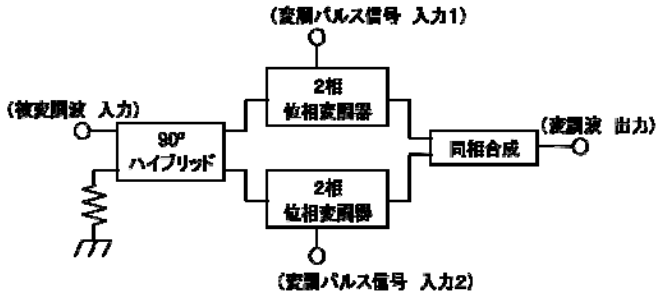 (変調パルス信号 入力1)
2相
位相変調器
(被変調波 入力)
90°
ハイブリッド
同相合成
(変調波 出力)
2相
位相変調器
(変調パルス信号 入力2)